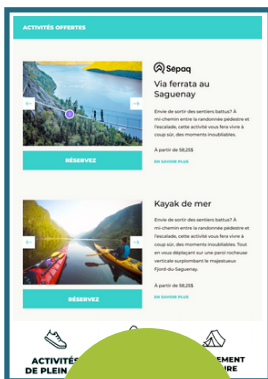 ACTIVITÉS OFFERTES
Sépaq
Via ferrata au
Saguenay
Envie de sortir des sentiers battus? À
mi-chemin entre la randonnée pédestre et
l'escalade, cette activité vous fera vivre à
coup sûr, des moments inoubliables.
À partir de 58,25$
EN SAVOIR PLUS
RÉSERVEZ
Kayak de mer
Envie de sortir des sentiers battus? À
mi-chemin entre la randonnée pédestre et
l'escalade, cette activité vous fera vivre à
coup sûr, des moments inoubliables. Tout
en vous déplaçant sur une paroi rocheuse
verticale surplombant le majestueux
Fjord-du-Saguenay.
À partir de 58,25$
EN SAVOIR PLUS
RÉSERVEZ
ACTIVITÉS
DE PLEIN